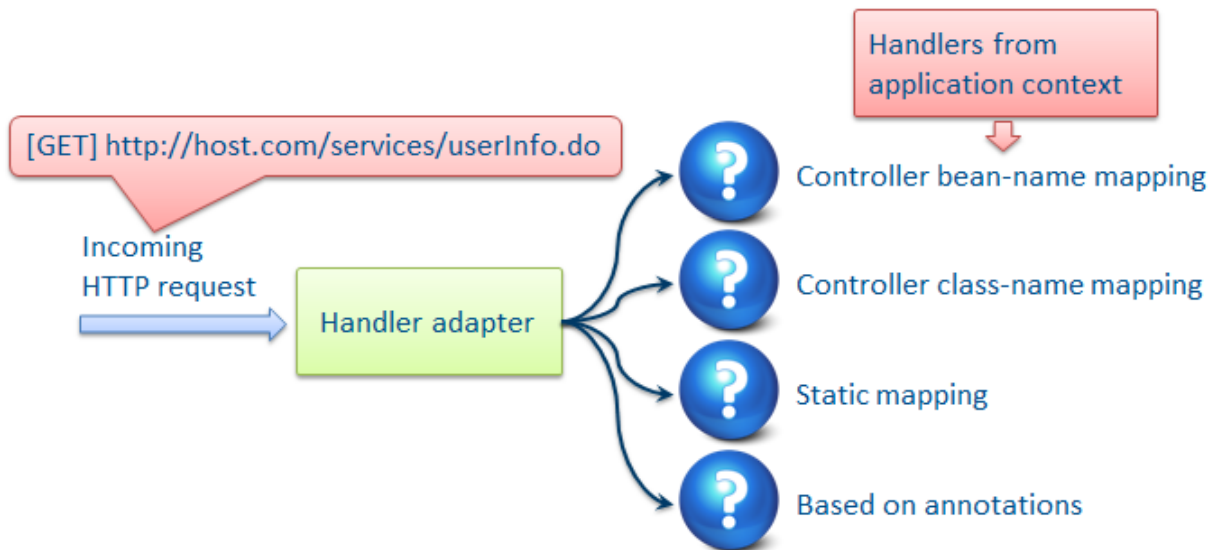 Handlers from
application context
[GET] http://host.com/services/userInfo.do
Incoming
HTTP request
Handler adapter
?
Controller bean-name mapping
?
Controller class-name mapping
?
Static mapping
?
Based on annotations